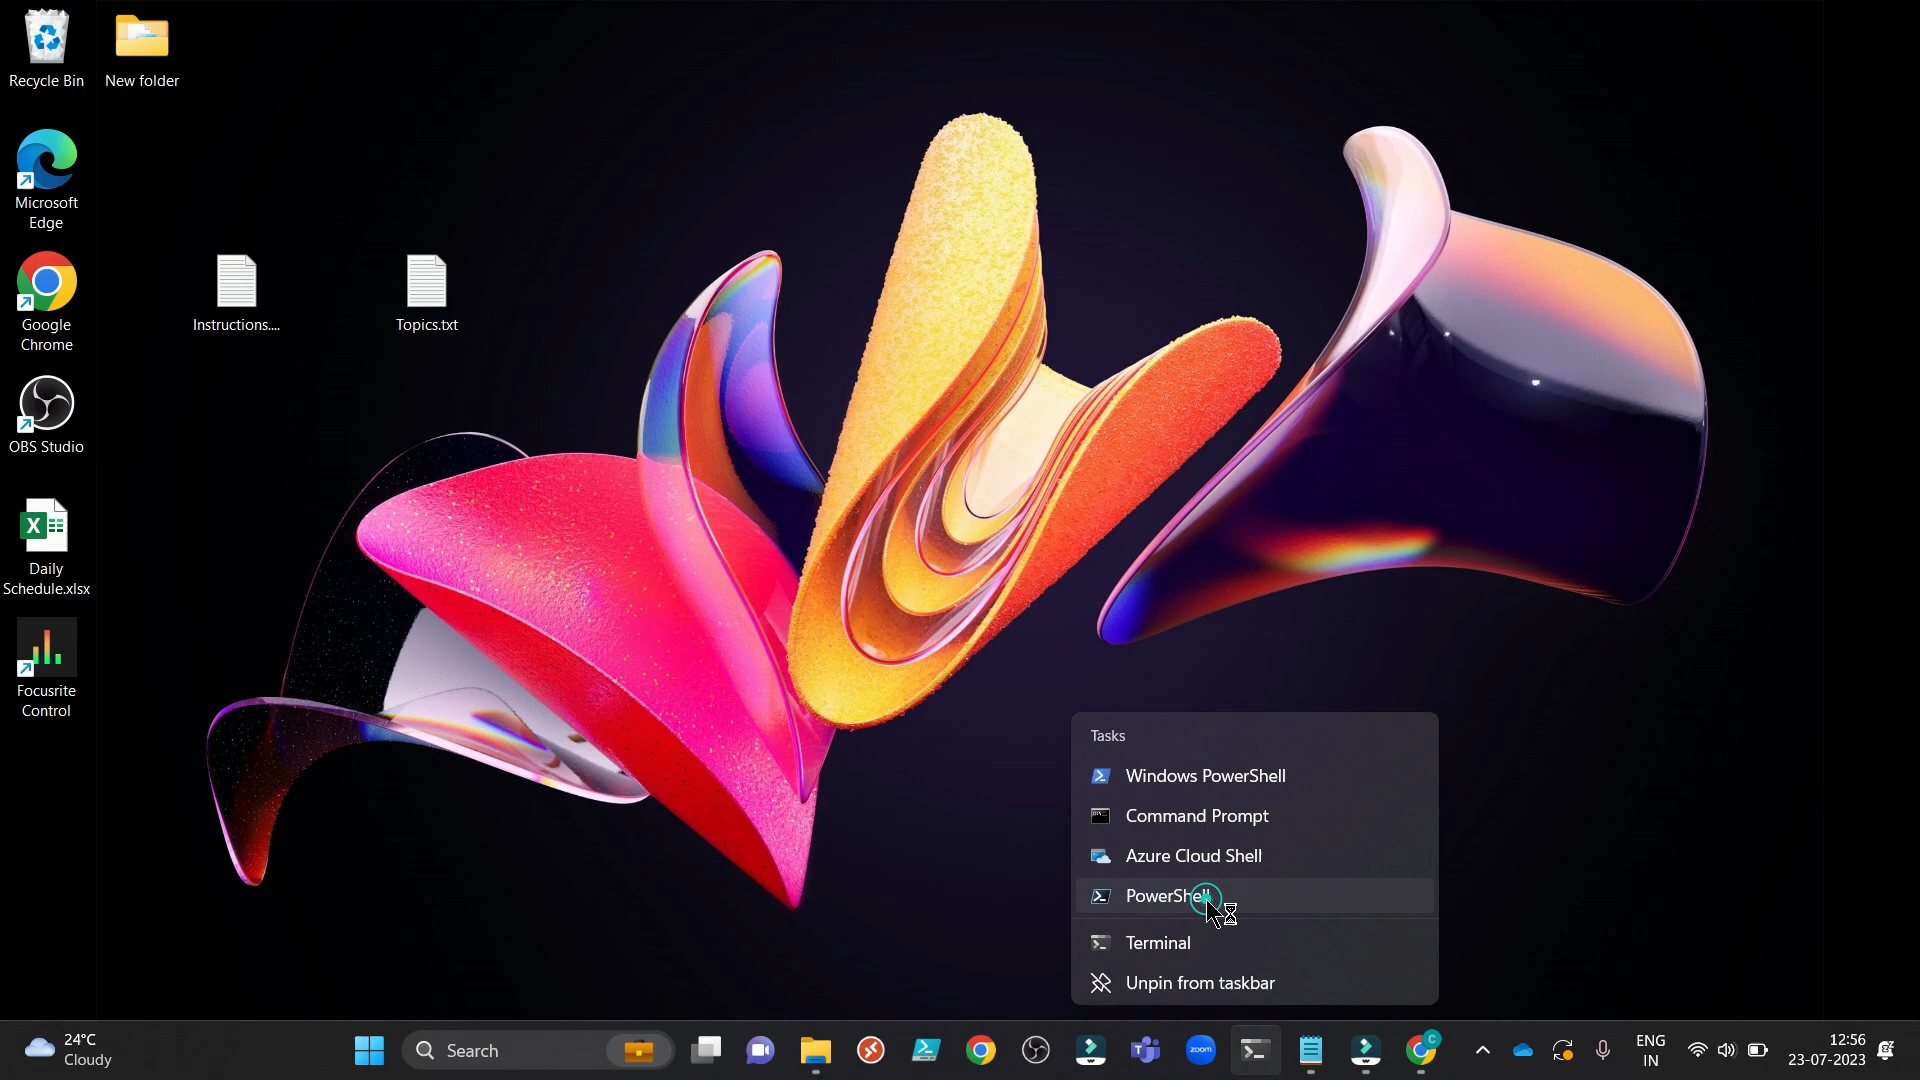 Recycle Bin
New folder
Microsoft
Edge
Google
Chrome
Instructions....
Topics.txt
OBS Studio
Daily
Schedule.xlsx
Focusrite
Control
Tasks
Windows PowerShell
Command Prompt
Azure Cloud Shell
PowerShell
Terminal
Unpin from taskbar
24°C
Cloudy
Search
zoom
C
ENG
IN
12:56
23-07-2023